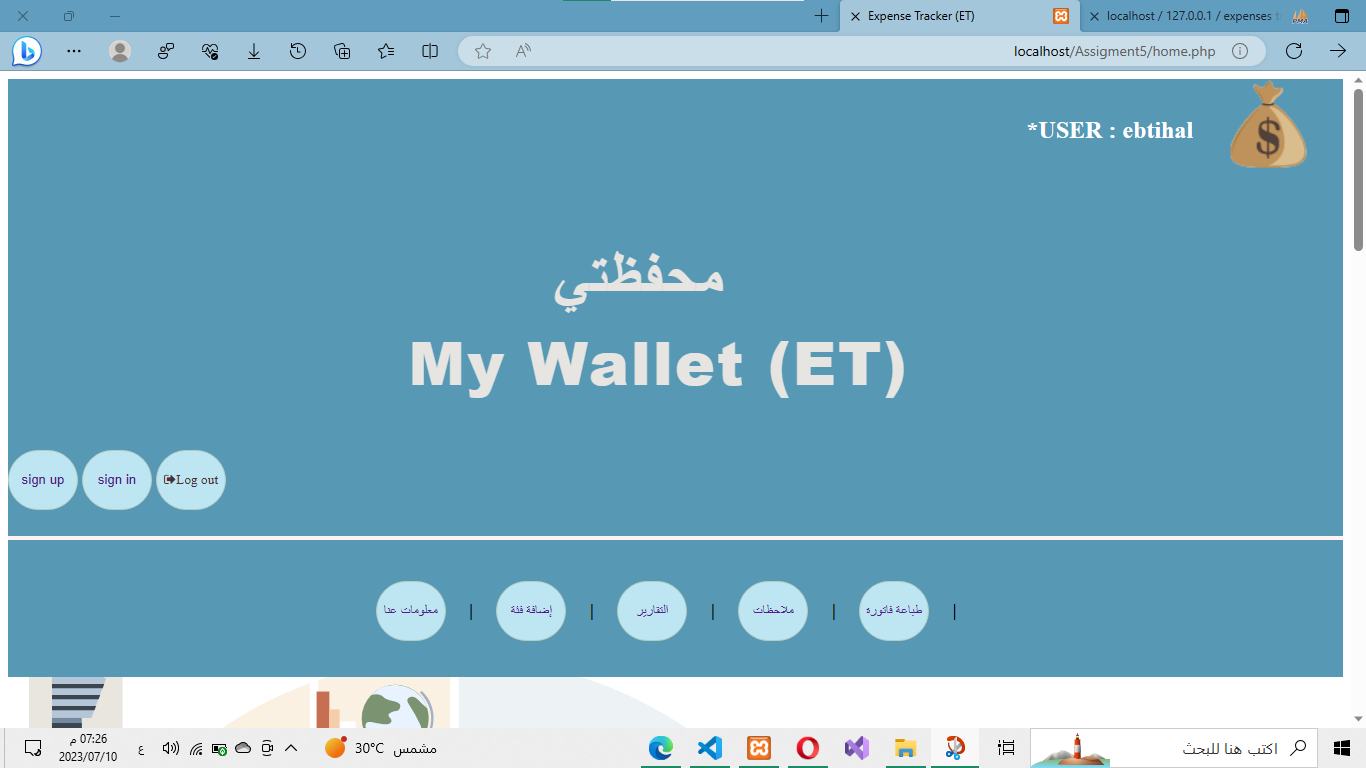 Expense Tracker (ET)
localhost / 127.0.0.1 / expenses
localhost/Assigment5/home.php
*USER : ebtihal
محفظتي
My Wallet (ET)
sign up
sign in
Log out
معلومات عنا
|
إضافة فئة
|
التقارير
|
ملاحظات
|
طباعة فاتورة
|
07:26 م
2023/07/10
ع
30°C
مشمس
اكتب هنا للبحث